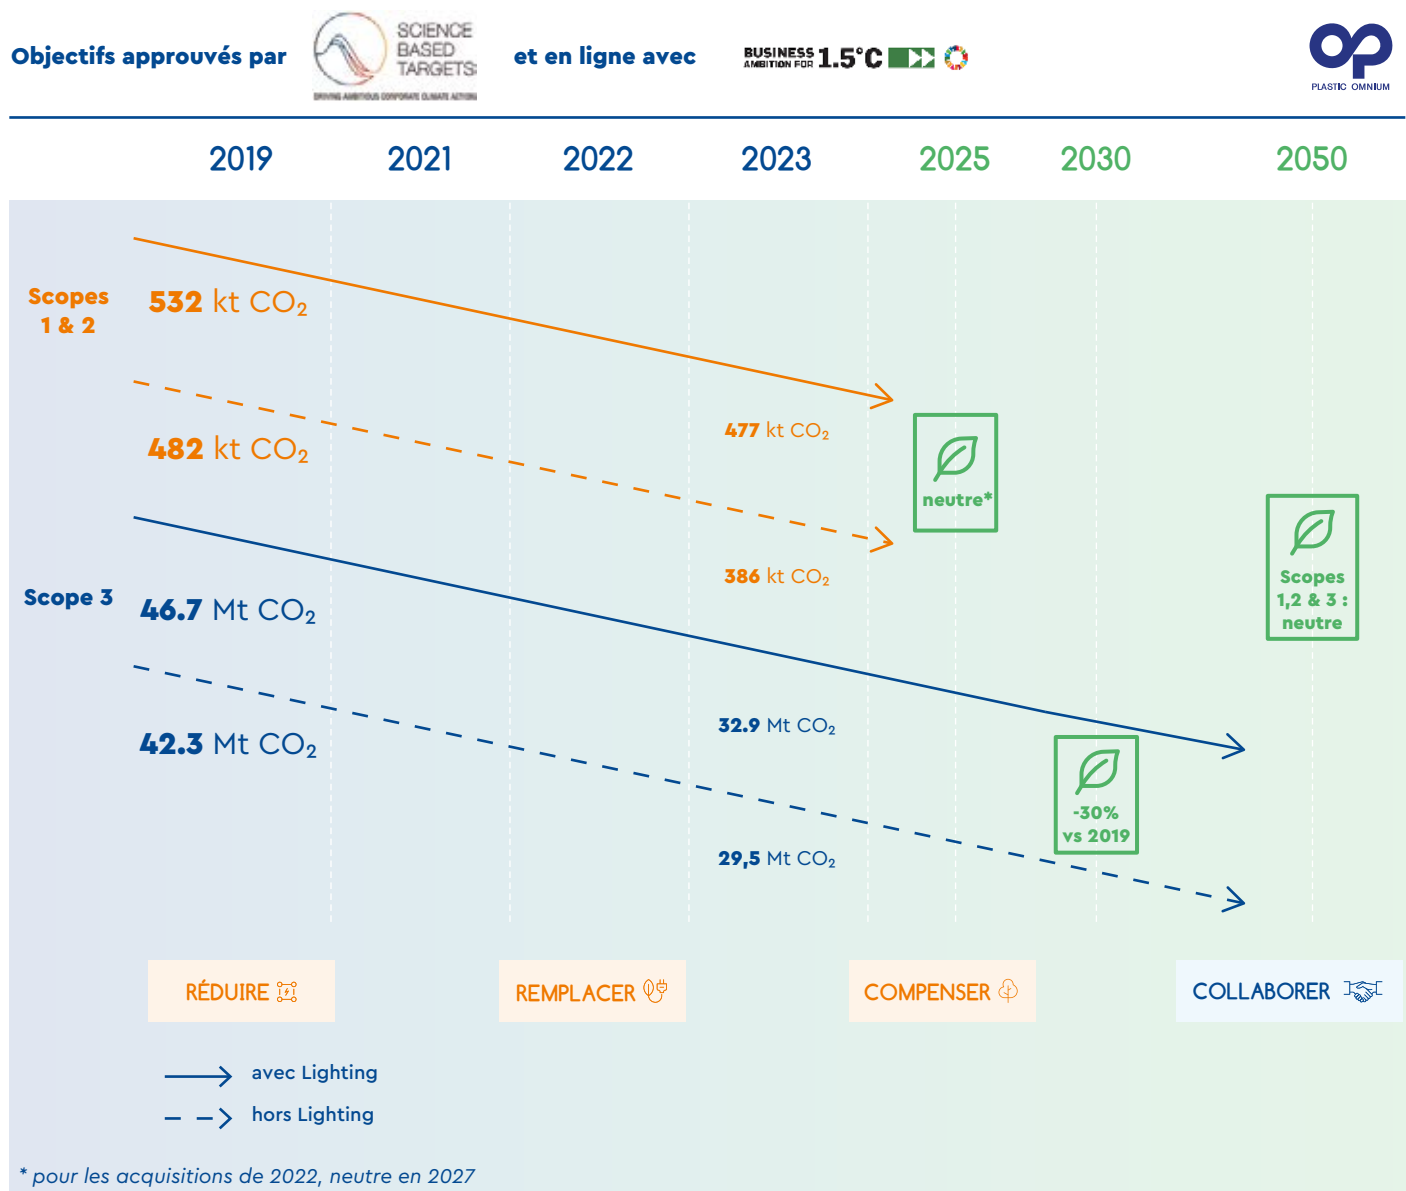 Objectifs approuvés par
SCIENCE
BASED
TARGETS
DRIVING AMBITIOUS CORPORATE CLIMATE ACTION
et en ligne avec
BUSINESS
AMBITION FOR
1.5°C
PLASTIC OMNIUM
2019 2021 2022 2023 2025 2030 2050
Scopes
1 & 2
532 kt CO₂
482 kt CO₂
477 kt CO₂
386 kt CO₂
neutre*
Scopes
1,2 & 3 :
neutre
Scope 3
46.7 Mt CO₂
42.3 Mt CO₂
32.9 Mt CO₂
29,5 Mt CO₂
-30%
vs 2019
RÉDUIRE
REMPLACER
COMPENSER
COLLABORER
avec Lighting
hors Lighting
* pour les acquisitions de 2022, neutre en 2027